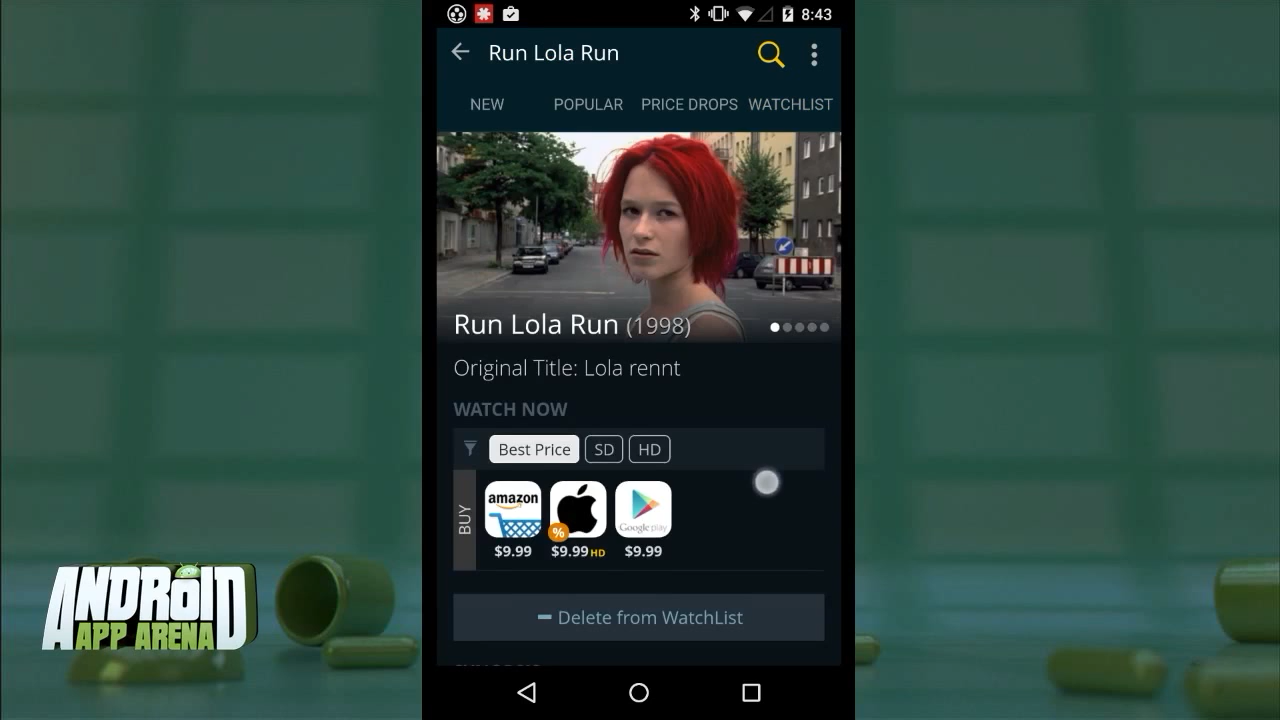 8:43
Run Lola Run
NEW POPULAR PRICE DROPS WATCHLIST
Run Lola Run (1998)
Original Title: Lola rennt
WATCH NOW
Best Price SD HD
BUY
amazon
Google play
%
$9.99 $9.99 HD $9.99
Delete from WatchList
ANDROID
APP ARENA